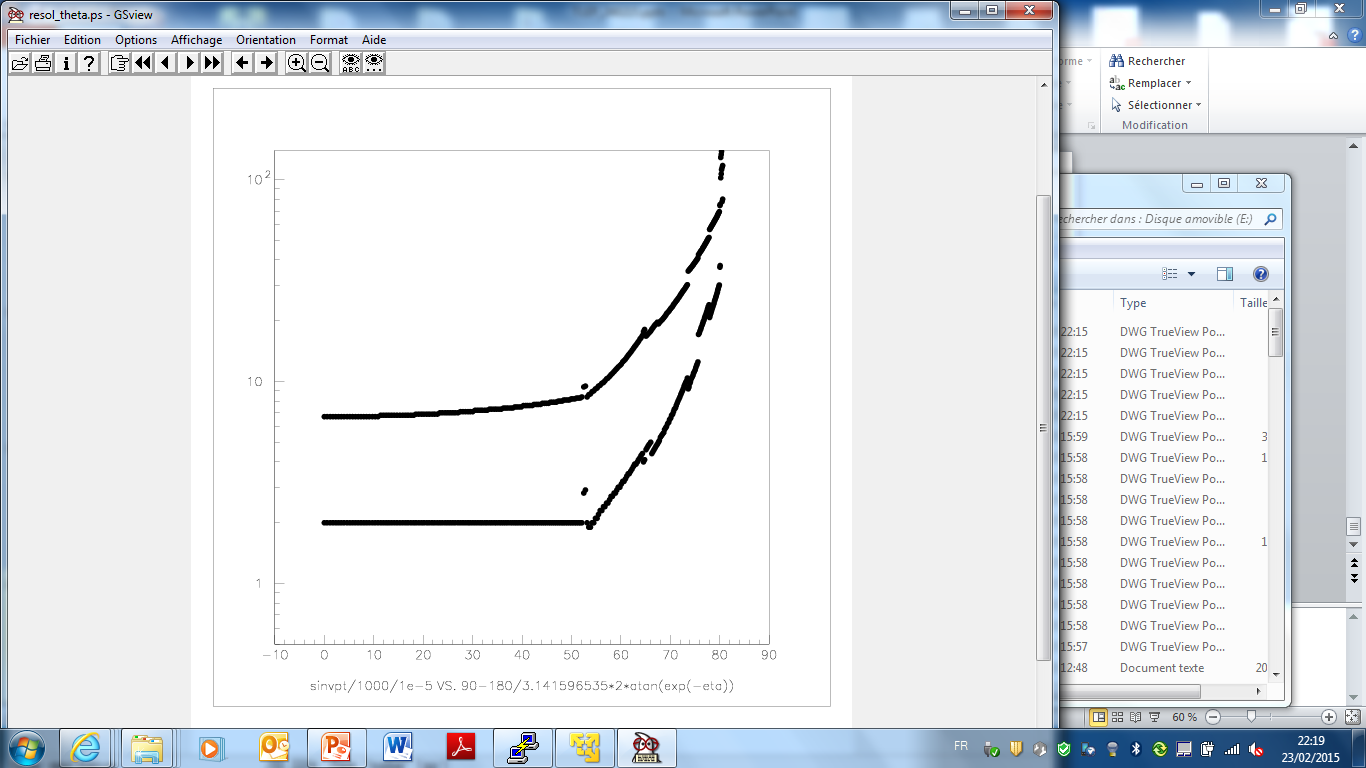 resol_theta.ps - GSview
Fichier Edition Options Affichage Orientation Format Aide
ABC
10 2
10
1
−10 0 10 20 30 40 50 60 70 80 90
sinvpt/1000/1e−5 VS. 90−180/3.141596535*2*atan(exp(−eta))
Rechercher
Remplacer
Sélectionner
Modification
echercher dans : Disque amovible (E:)
Type Taille
22:15 DWG TrueView Po...
22:15 DWG TrueView Po...
22:15 DWG TrueView Po...
22:15 DWG TrueView Po...
22:15 DWG TrueView Po...
15:59 DWG TrueView Po... 3
15:58 DWG TrueView Po... 1
15:58 DWG TrueView Po...
15:58 DWG TrueView Po...
15:58 DWG TrueView Po...
15:58 DWG TrueView Po... 1
15:58 DWG TrueView Po...
15:58 DWG TrueView Po...
15:58 DWG TrueView Po...
15:58 DWG TrueView Po...
15:57 DWG TrueView Po...
12:48 Document texte 20
60 %
FR
22:19
23/02/2015